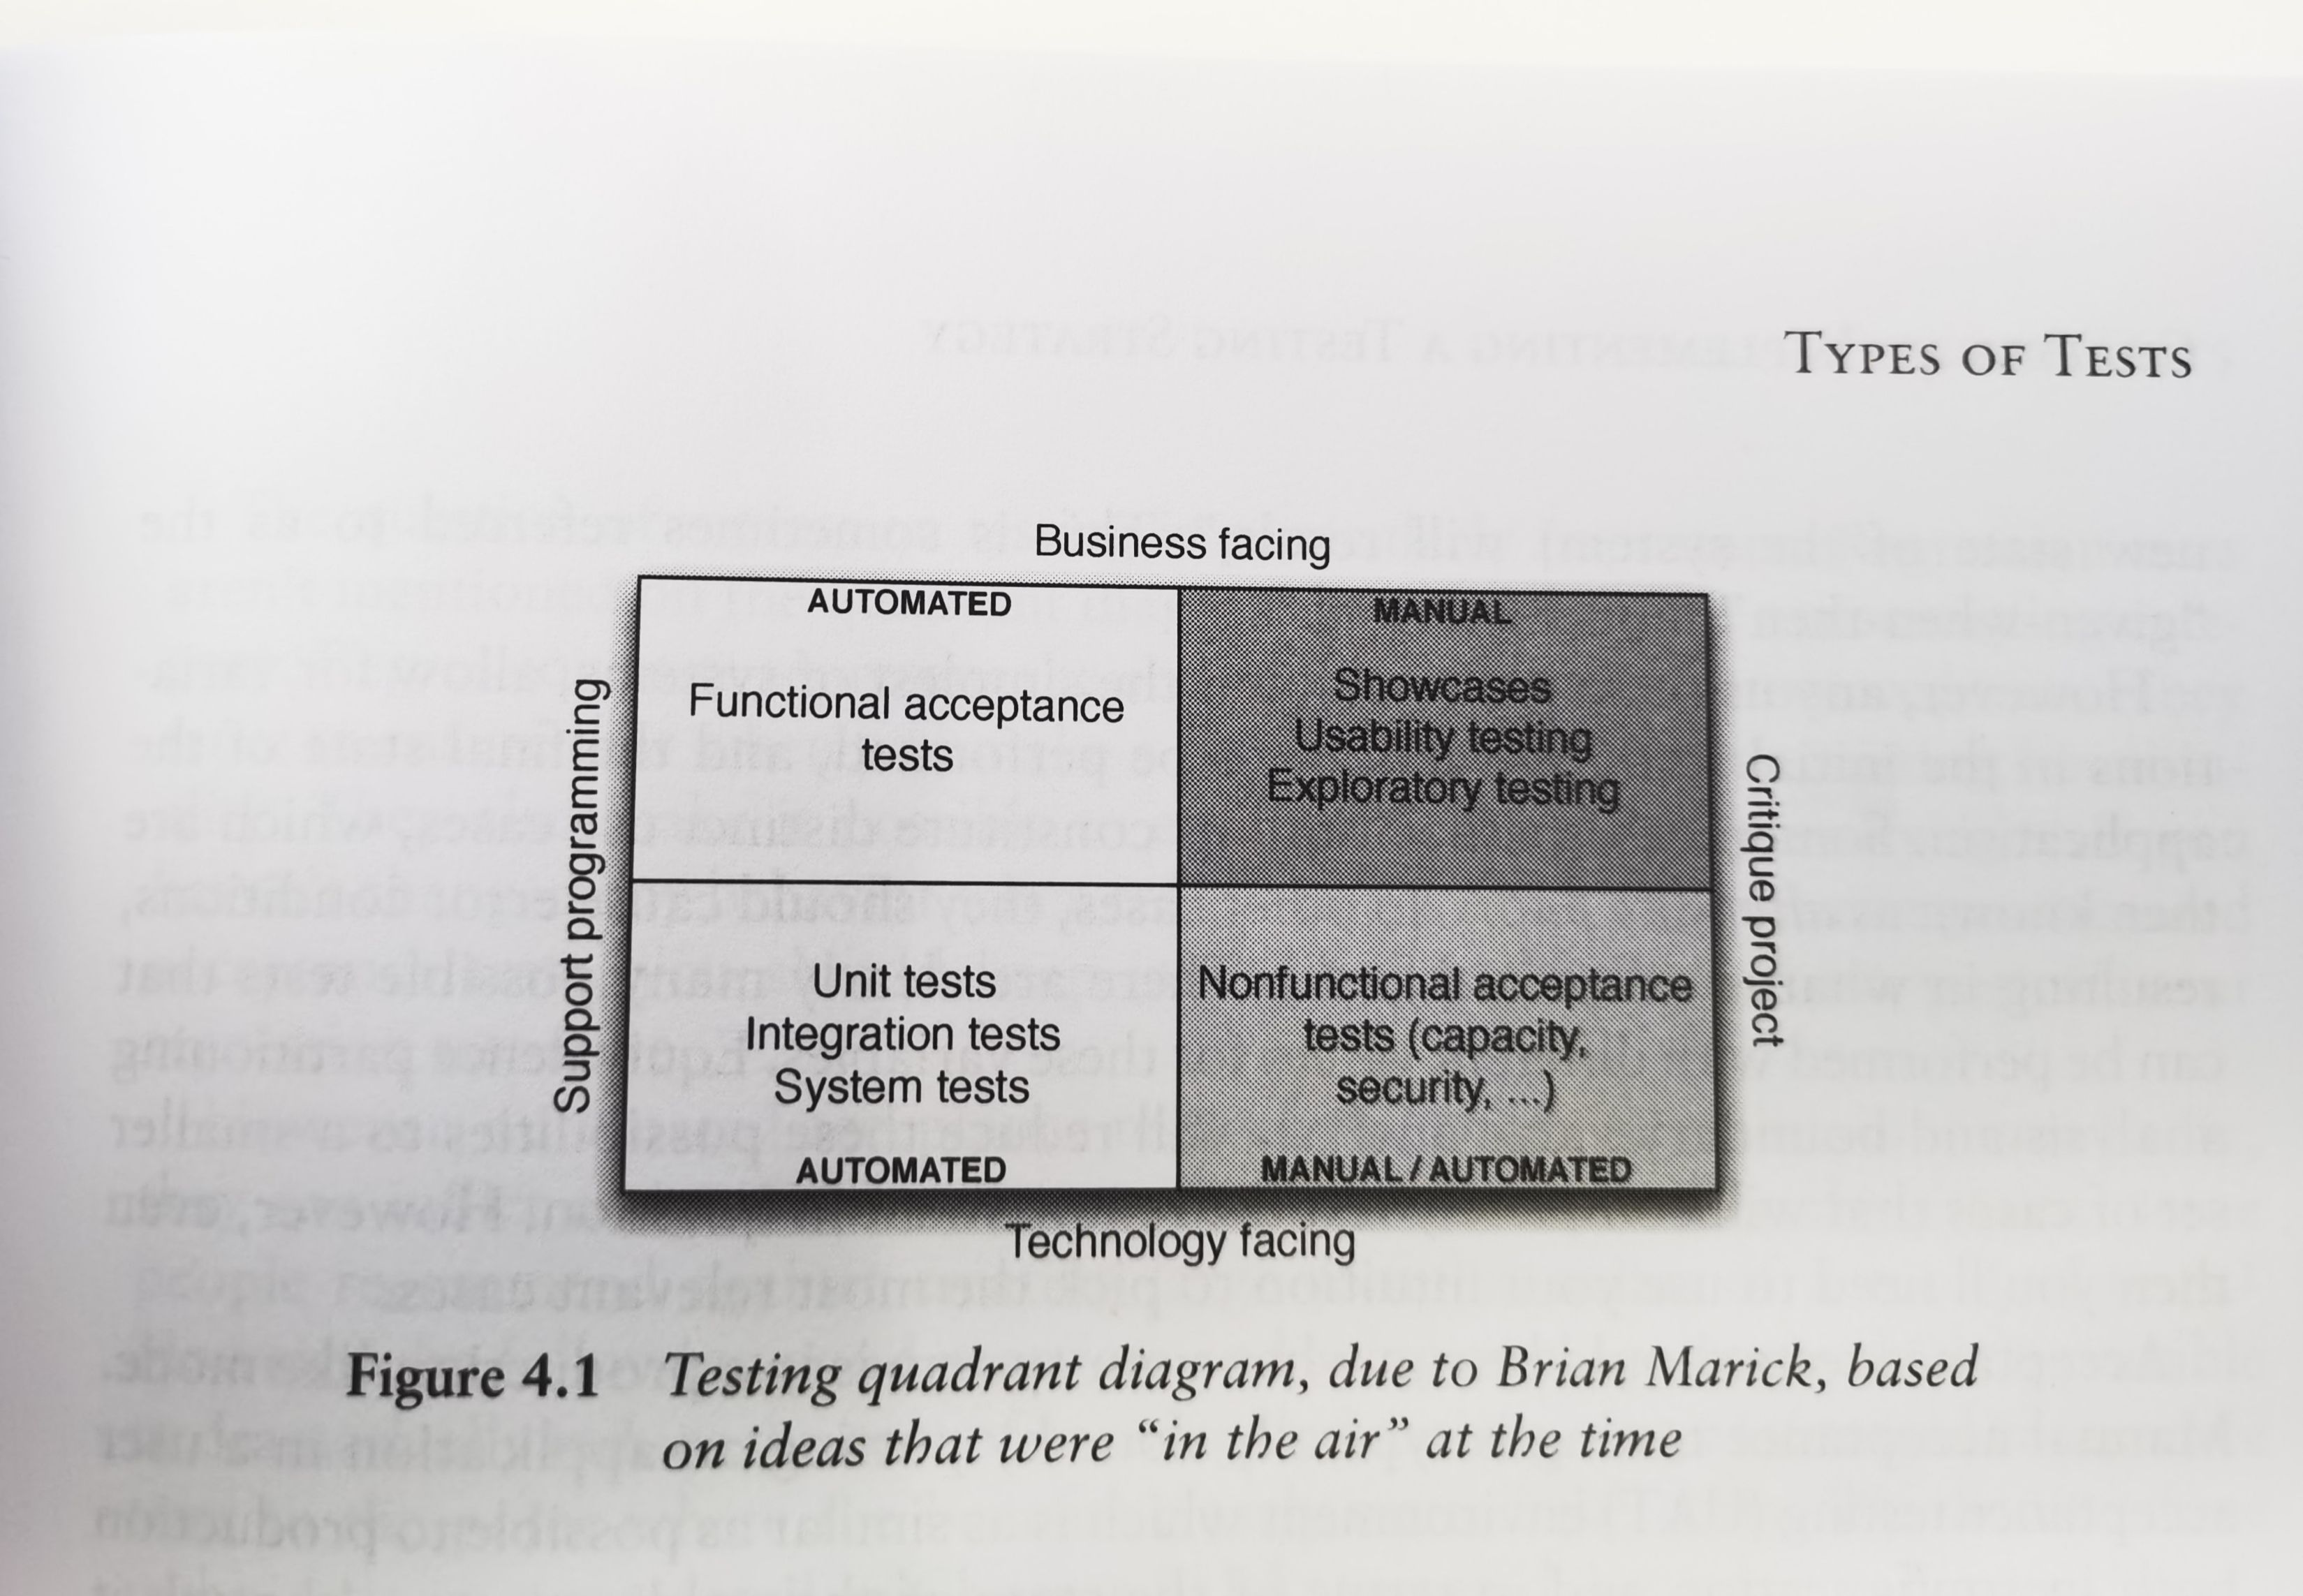 TYPES OF TESTS
Business facing
AUTOMATED
Functional acceptance
tests
MANUAL
Showcases
Usability testing
Exploratory testing
Support programming
Critique project
Unit tests
Integration tests
System tests
AUTOMATED
Nonfunctional acceptance
tests (capacity,
security, ...)
MANUAL / AUTOMATED
Technology facing
Figure 4.1 Testing quadrant diagram, due to Brian Marick, based
on ideas that were “in the air” at the time